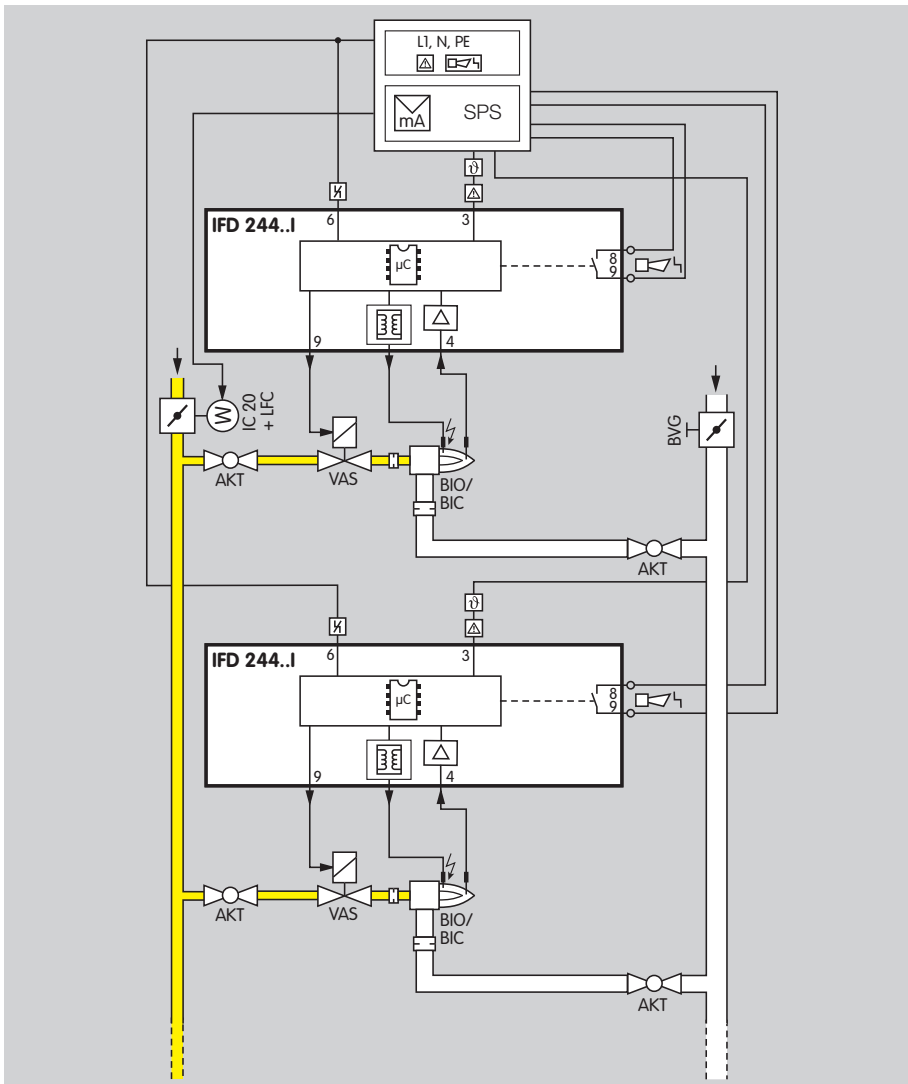 L1, N, PE
mA
SPS
ϑ
6
3
IFD 244..I
µC
8
9
9
4
IC 20
+ LFC
BVG
AKT
VAS
BIO/
BIC
AKT
ϑ
6
3
IFD 244..I
µC
8
9
9
4
AKT
VAS
BIO/
BIC
AKT